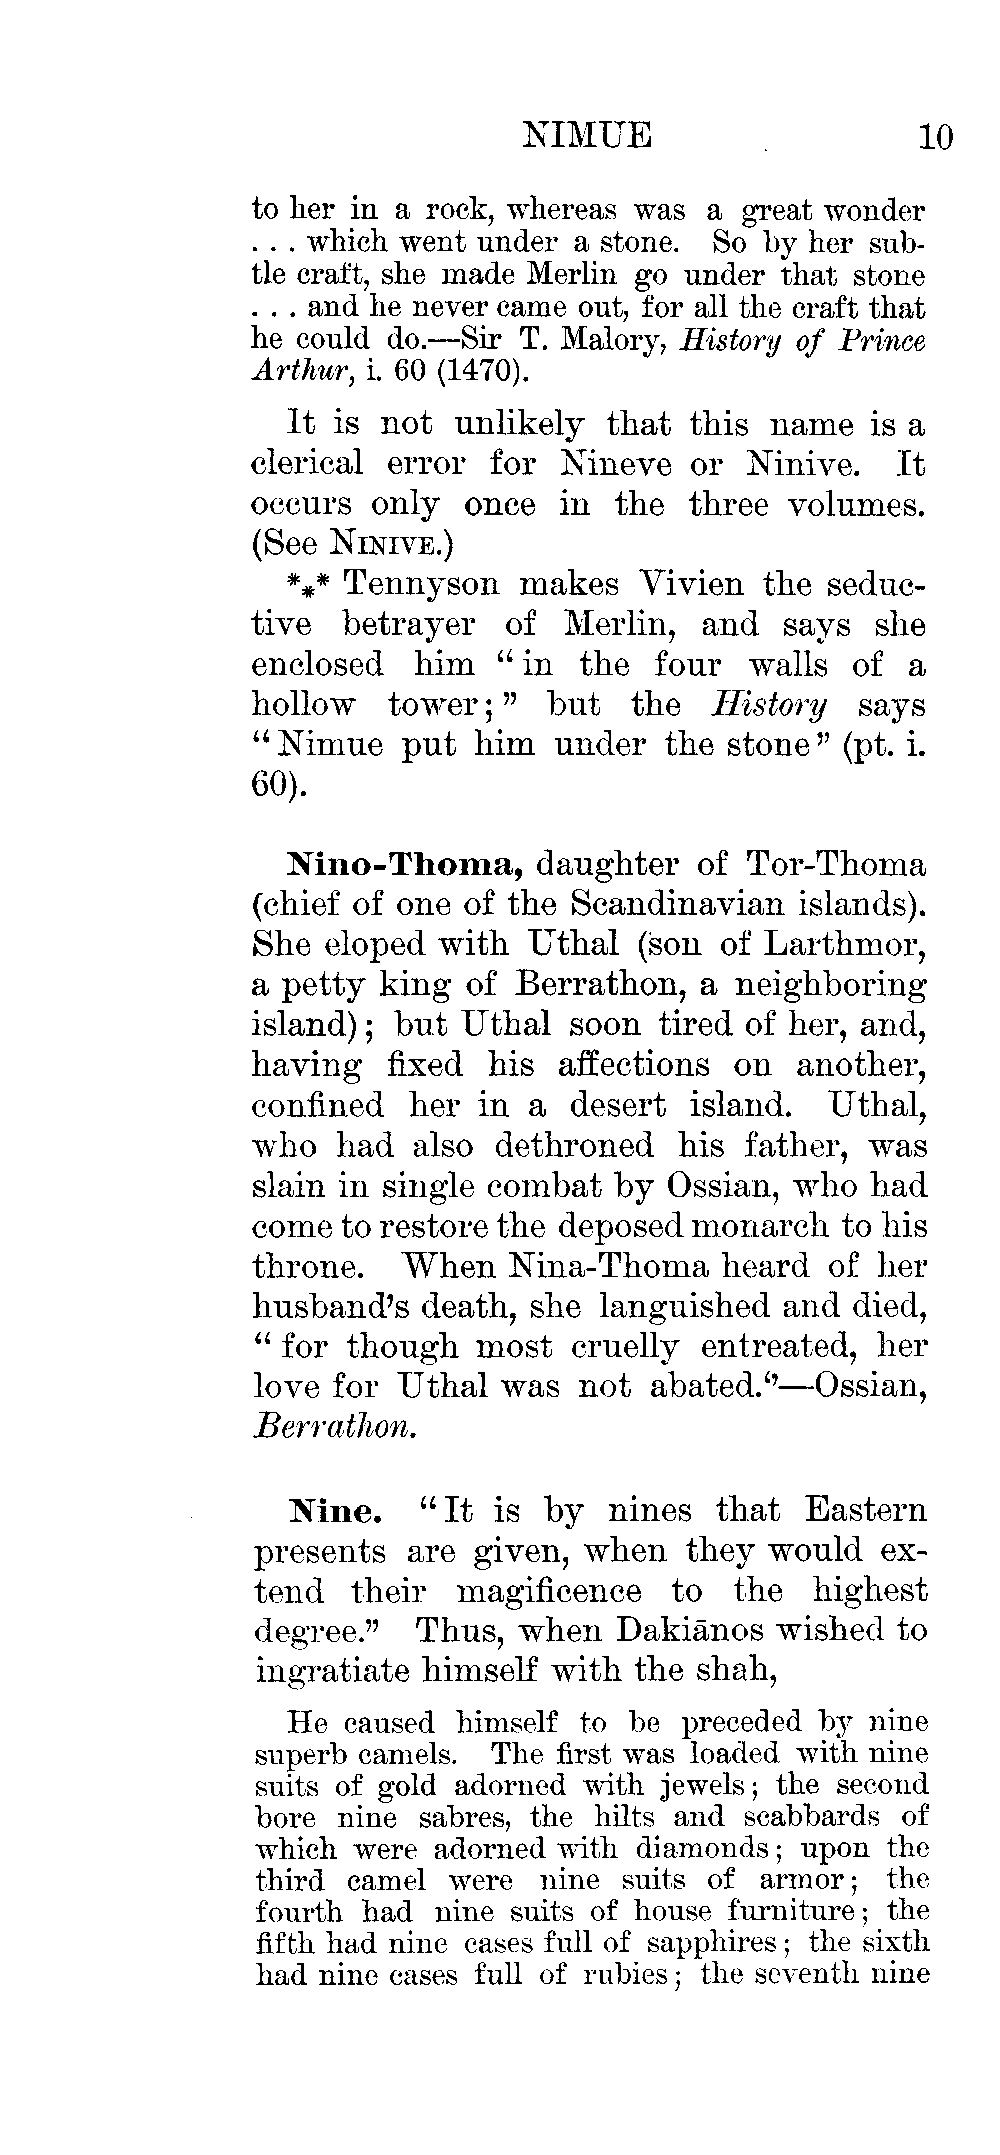 NIMUE 10
to her in a rock, whereas was a great wonder
. . . which went under a stone. So by her sub-
tle craft, she made Merlin go under that stone
. . . and he never came out, for all the craft that
he could do.—Sir T. Malory, History of Prince
Arthur, i. 60 (1470).
It is not unlikely that this name is a
clerical error for Nineve or Ninive. It
occurs only once in the three volumes.
(See NINIVE.)
*⁎* Tennyson makes Vivien the seduc-
tive betrayer of Merlin, and says she
enclosed him “in the four walls of a
hollow tower;” but the History says
“Nimue put him under the stone” (pt. i.
60).
Nino-Thoma, daughter of Tor-Thoma
(chief of one of the Scandinavian islands).
She eloped with Uthal (son of Larthmor,
a petty king of Berrathon, a neighboring
island); but Uthal soon tired of her, and,
having fixed his affections on another,
confined her in a desert island. Uthal,
who had also dethroned his father, was
slain in single combat by Ossian, who had
come to restore the deposed monarch to his
throne. When Nina-Thoma heard of her
husband’s death, she languished and died,
“for though most cruelly entreated, her
love for Uthal was not abated.“—Ossian,
Berrathon.
Nine. “It is by nines that Eastern
presents are given, when they would ex-
tend their magificence to the highest
degree.” Thus, when Dakiānos wished to
ingratiate himself with the shah,
He caused himself to be preceded by nine
superb camels. The first was loaded with nine
suits of gold adorned with jewels; the second
bore nine sabres, the hilts and scabbards of
which were adorned with diamonds; upon the
third camel were nine suits of armor; the
fourth had nine suits of house furniture; the
fifth had nine cases full of sapphires; the sixth
had nine cases full of rubies; the seventh nine